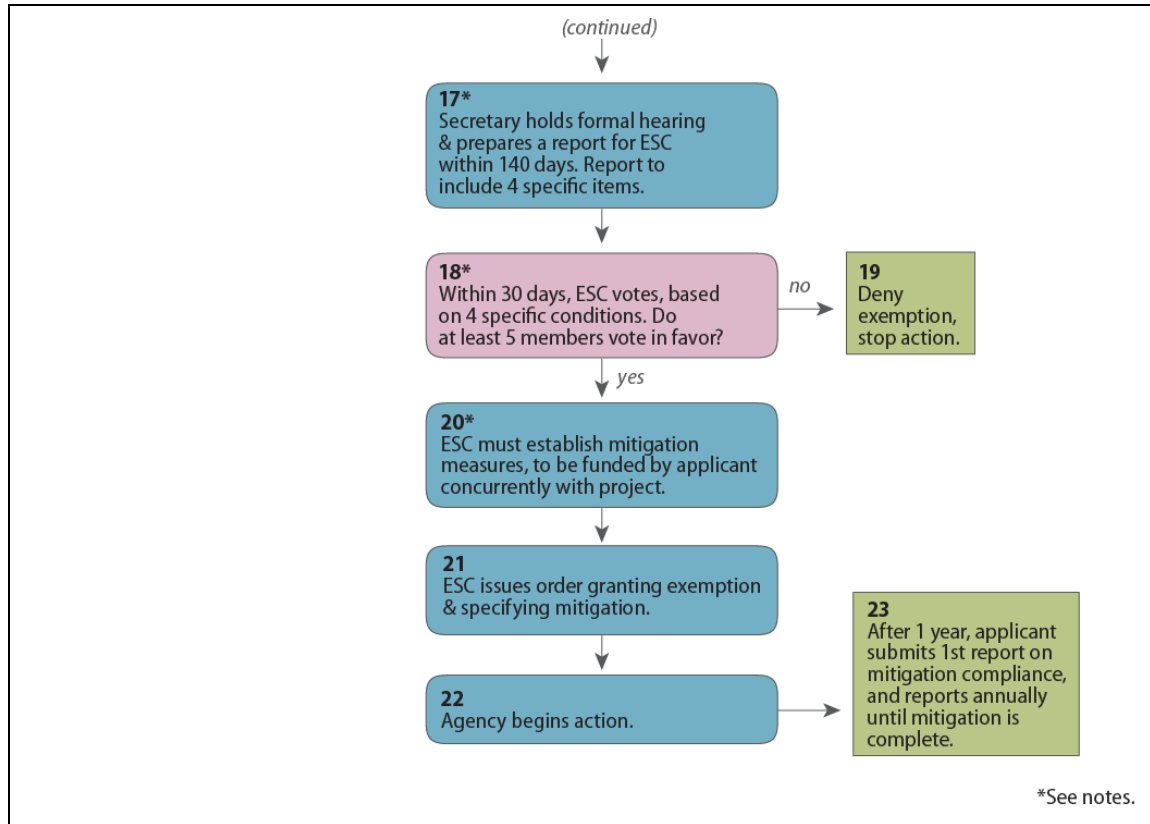 (continued)
17*
Secretary holds formal hearing
& prepares a report for ESC
within 140 days. Report to
include 4 specific items.
18*
Within 30 days, ESC votes, based
on 4 specific conditions. Do
at least 5 members vote in favor?
no
19
Deny
exemption,
stop action.
yes
20*
ESC must establish mitigation
measures, to be funded by applicant
concurrently with project.
21
ESC issues order granting exemption
& specifying mitigation.
22
Agency begins action.
23
After 1 year, applicant
submits 1st report on
mitigation compliance,
and reports annually
until mitigation is
complete.
*See notes.